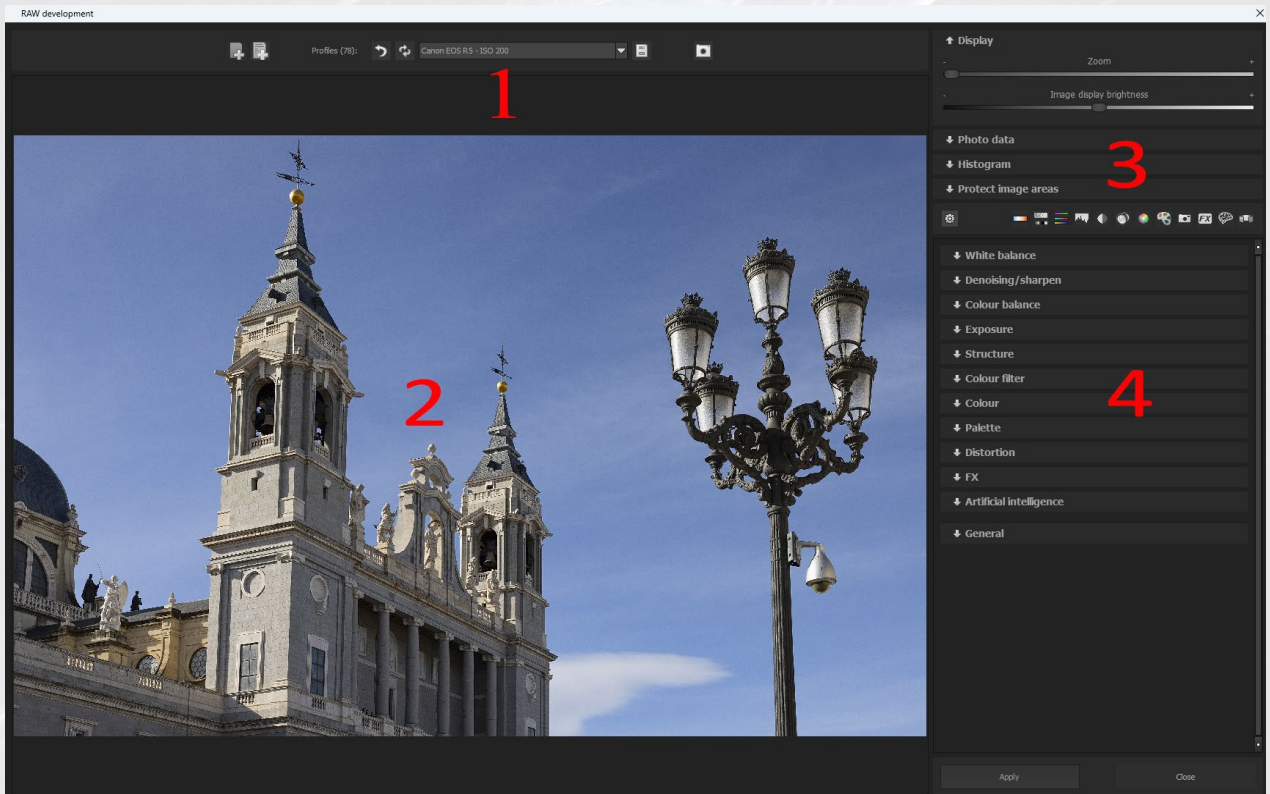 RAW development
Profiles (78):
Canon EOS R5 - ISO 200
1
2
Display
- Zoom +
- Image display brightness +
Photo data
Histogram
Protect image areas
3
FX
White balance
Denoising/sharpen
Colour balance
Exposure
Structure
Colour filter
Colour
4
Palette
Distortion
FX
Artificial intelligence
General
Apply
Close